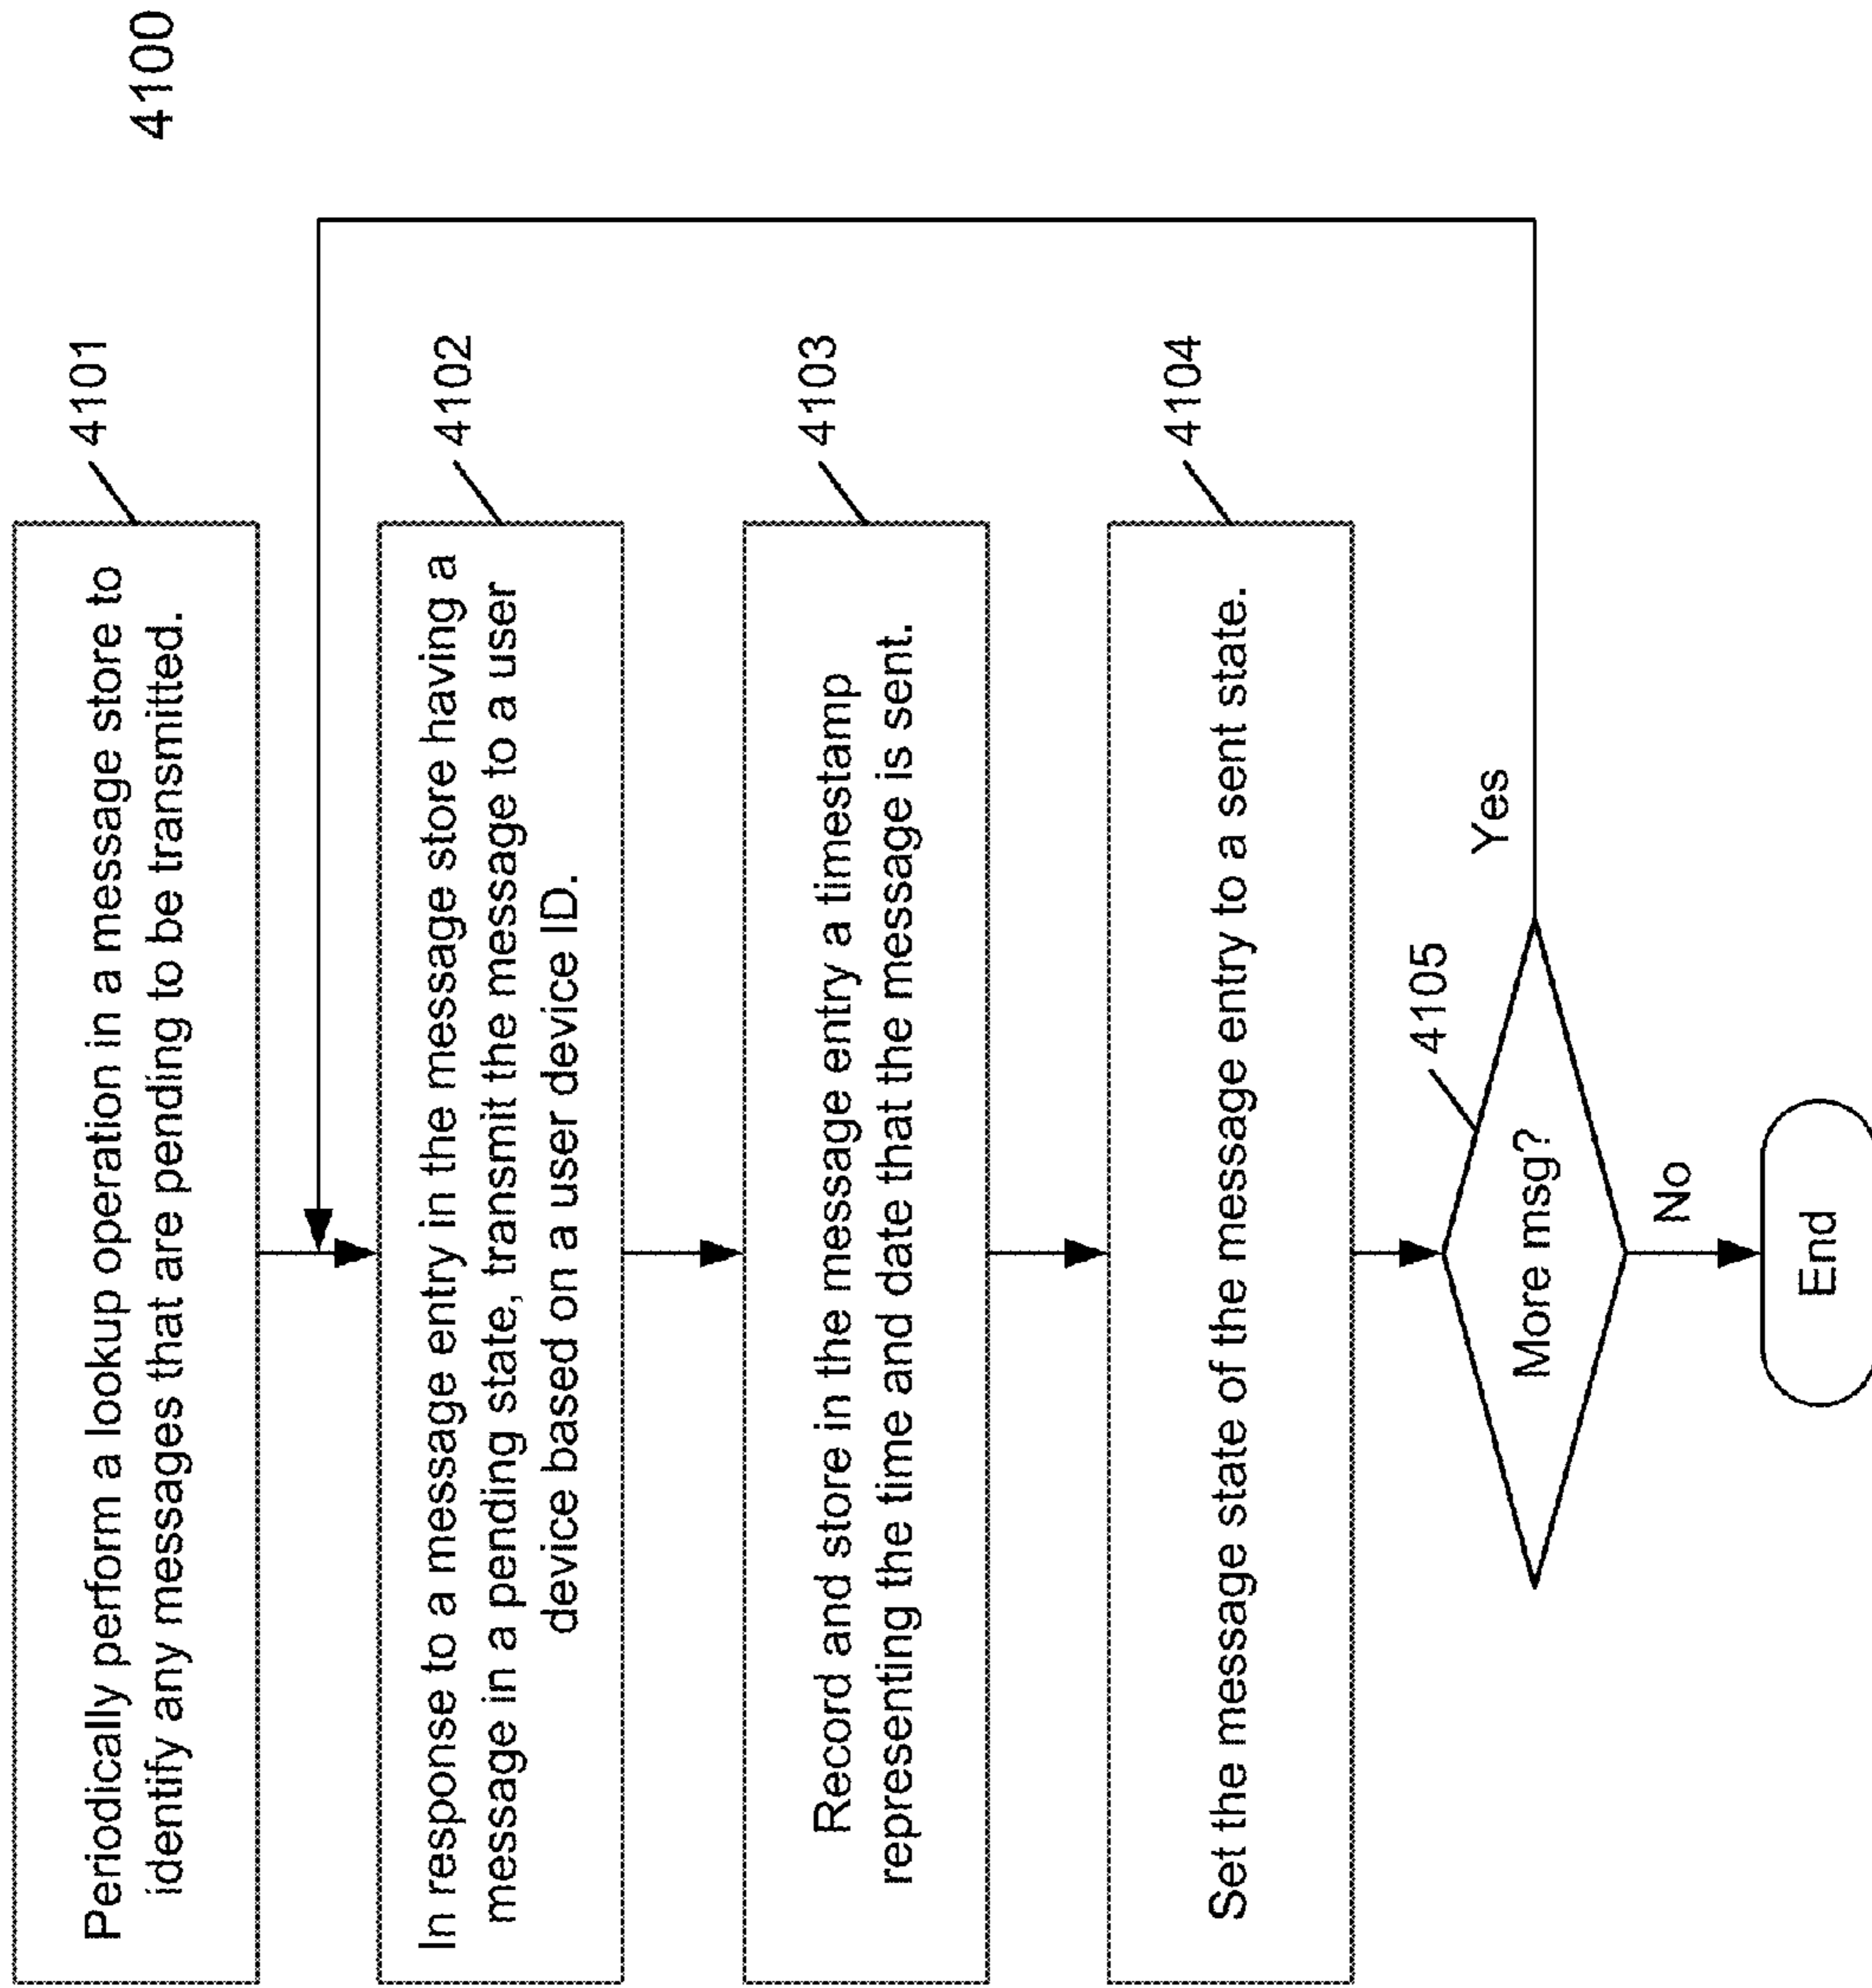 4100
4101
Periodically perform a lookup operation in a message store to
identify any messages that are pending to be transmitted.
4102
In response to a message entry in the message store having a
message in a pending state, transmit the message to a user
device based on a user device ID.
4103
Record and store in the message entry a timestamp
representing the time and date that the message is sent.
4104
Set the message state of the message entry to a sent state.
4105
More msg?
Yes
No
End